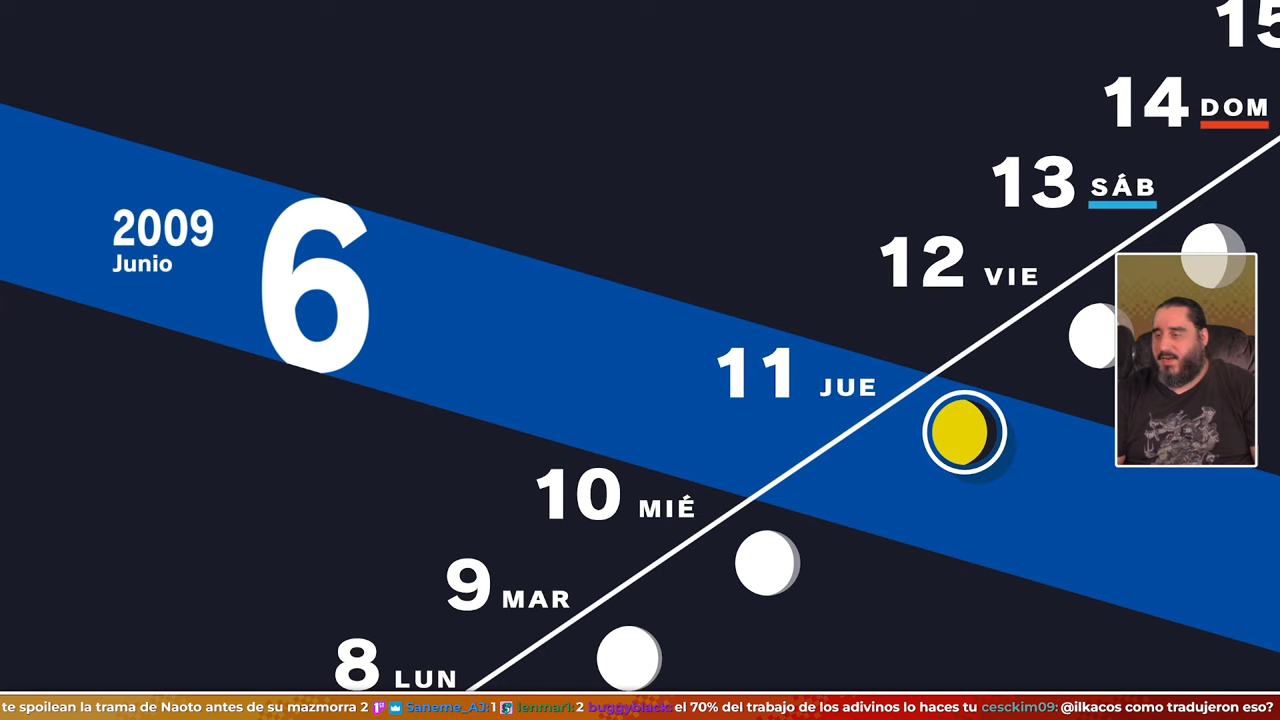 15
14 DOM
13 SÁB
2009
Junio
6
12 VIE
11 JUE
10 MIÉ
9 MAR
8 LUN
te spoilean la trama de Naoto antes de su mazmorra 2 Saneme_AJ:1 lenmar1:2 buggyblack: el 70% del trabajo de los adivinos lo haces tu cesckim09: @ilkacos como tradujeron eso?